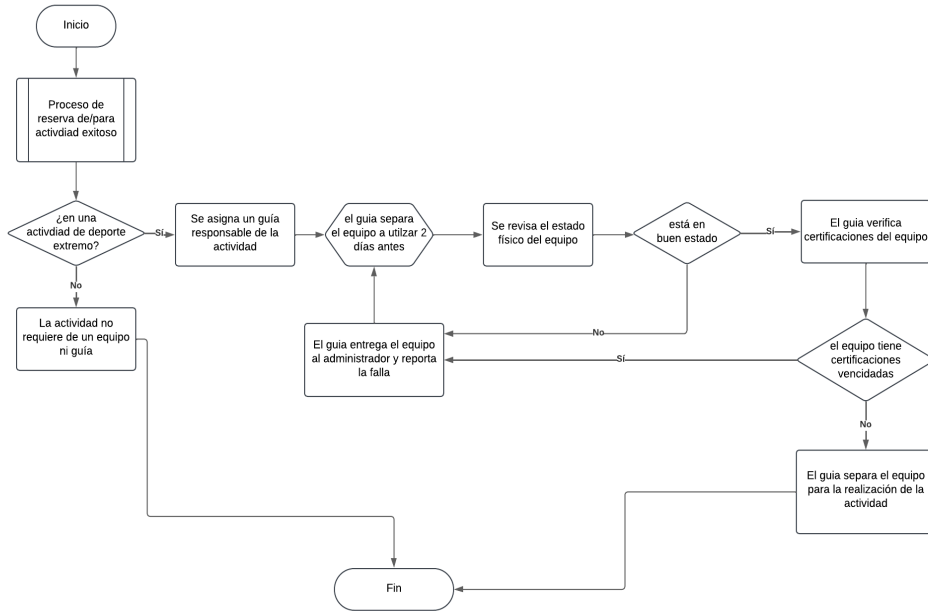 Inicio
Proceso de
reserva de/para
activdiad exitoso
¿en una
activdiad de deporte
extremo?
Sí
Se asigna un guía
responsable de la
actividad
el guia separa
el equipo a utilzar 2
días antes
Se revisa el estado
físico del equipo
está en
buen estado
Sí
El guia verifica
certificaciones del equipo
No
La actividad no
requiere de un equipo
ni guía
El guia entrega el equipo
al administrador y reporta
la falla
No
Sí
el equipo tiene
certificaciones
vencidadas
No
El guia separa el equipo
para la realización de la
actividad
Fin